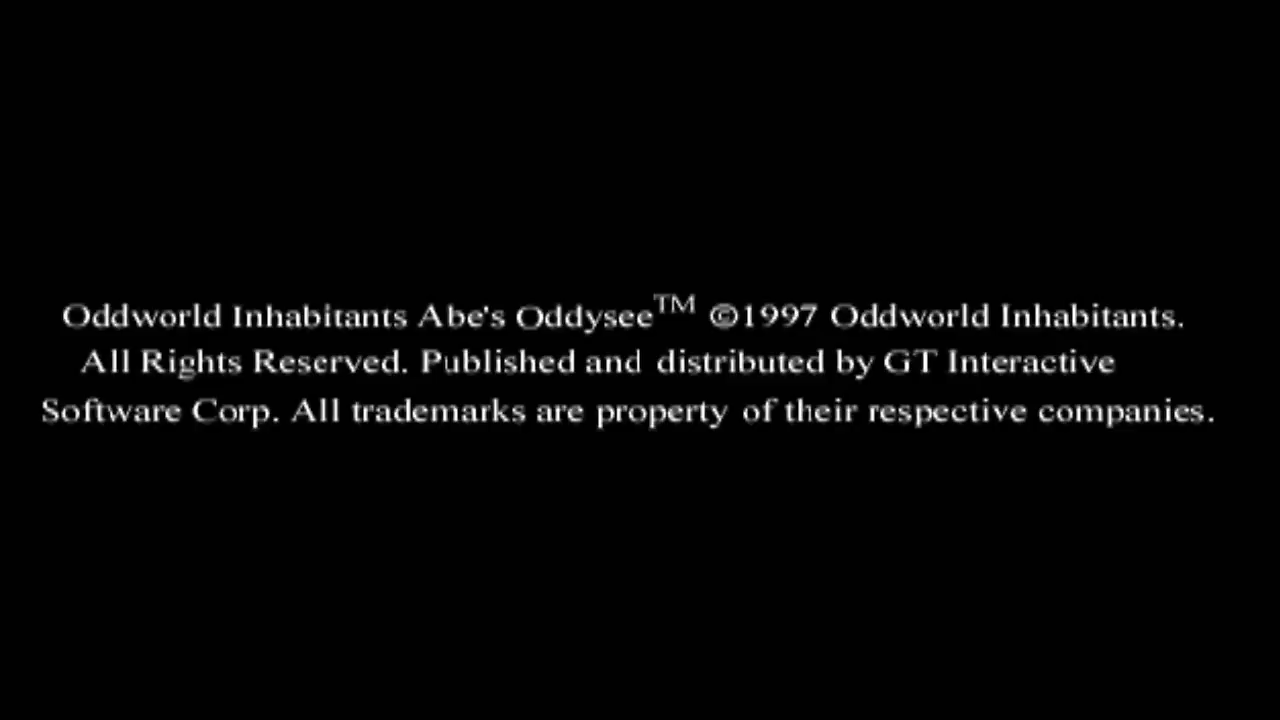 Oddworld Inhabitants Abe's Oddysee™ ©1997 Oddworld Inhabitants.
All Rights Reserved. Published and distributed by GT Interactive
Software Corp. All trademarks are property of their respective companies.